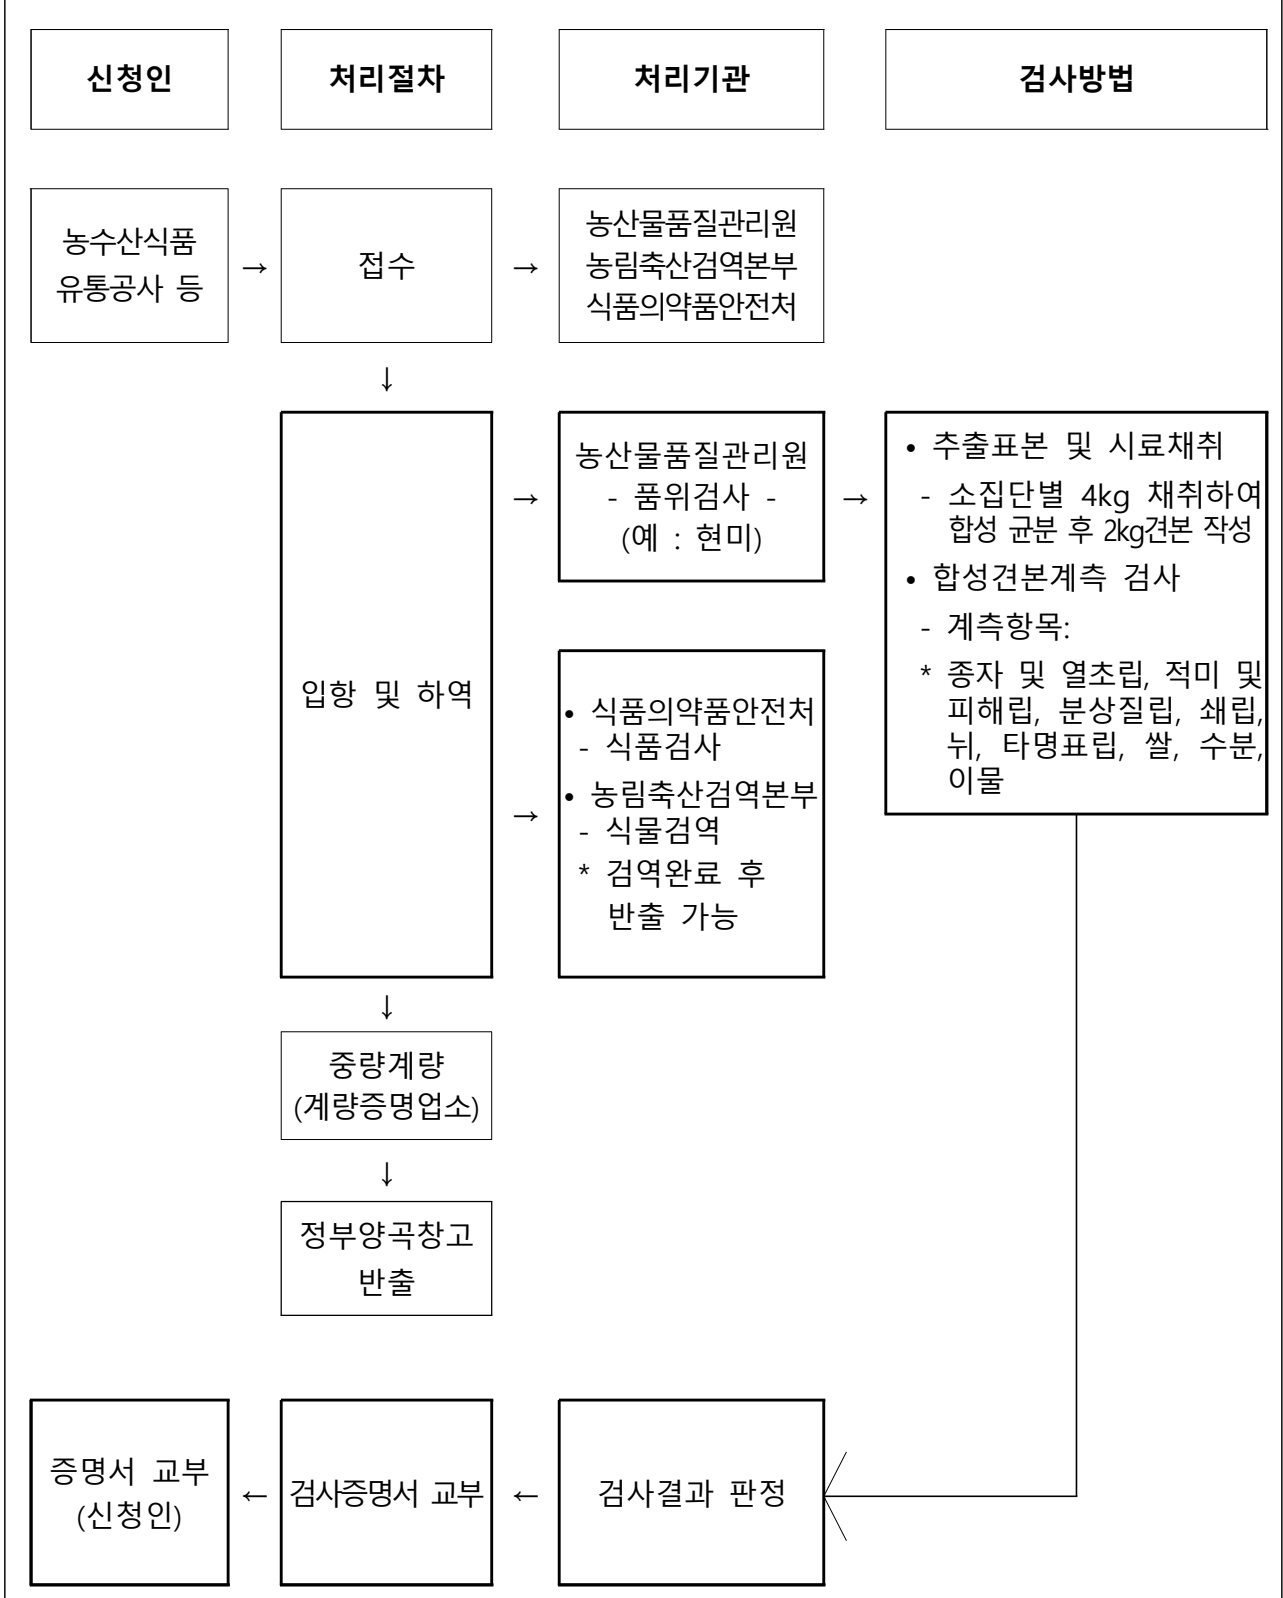 신청인
처리절차
처리기관
검사방법
농수산식품
유통공사 등
→
접수
→
농산물품질관리원
농림축산검역본부
식품의약품안전처
↓
입항 및 하역
→
농산물품질관리원
- 품위검사 -
(예 : 현미)
→
• 추출표본 및 시료채취
- 소집단별 4kg 채취하여
합성 균분 후 2kg견본 작성
• 합성견본계측 검사
- 계측항목:
* 종자 및 열초립, 적미 및
피해립, 분상질립, 쇄립,
뉘, 타명표립, 쌀, 수분,
이물
→
• 식품의약품안전처
- 식품검사
• 농림축산검역본부
- 식물검역
* 검역완료 후
반출 가능
↓
중량계량
(계량증명업소)
↓
정부양곡창고
반출
증명서 교부
(신청인)
←
검사증명서 교부
←
검사결과 판정